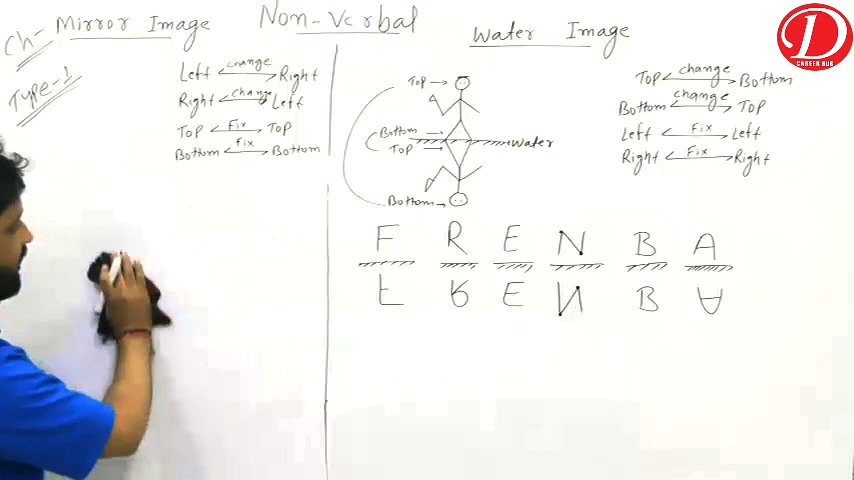 Ch- Mirror Image
Non-Verbal
Water Image
Type-1
Left change Right
Right change Left
Top Fix Top
Bottom Fix Bottom
Top
Bottom
Top
Water
Bottom
Top change Bottom
Bottom change Top
Left Fix Left
Right Fix Right
F R E N B A
D
CAREER HUB